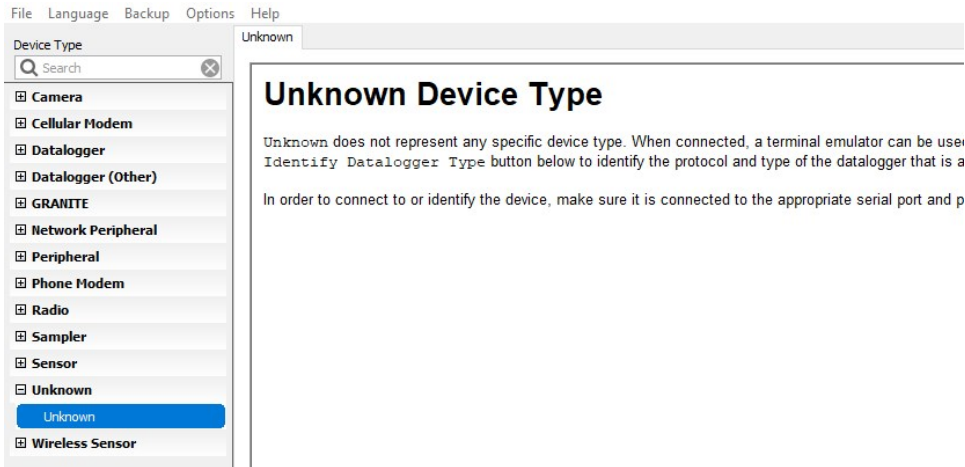 File Language Backup Options Help
Device Type
Search
Camera
Cellular Modem
Datalogger
Datalogger (Other)
GRANITE
Network Peripheral
Peripheral
Phone Modem
Radio
Sampler
Sensor
Unknown
Unknown
Wireless Sensor
Unknown
Unknown Device Type
Unknown does not represent any specific device type. When connected, a terminal emulator can be used
Identify Datalogger Type button below to identify the protocol and type of the datalogger that is a
In order to connect to or identify the device, make sure it is connected to the appropriate serial port and p